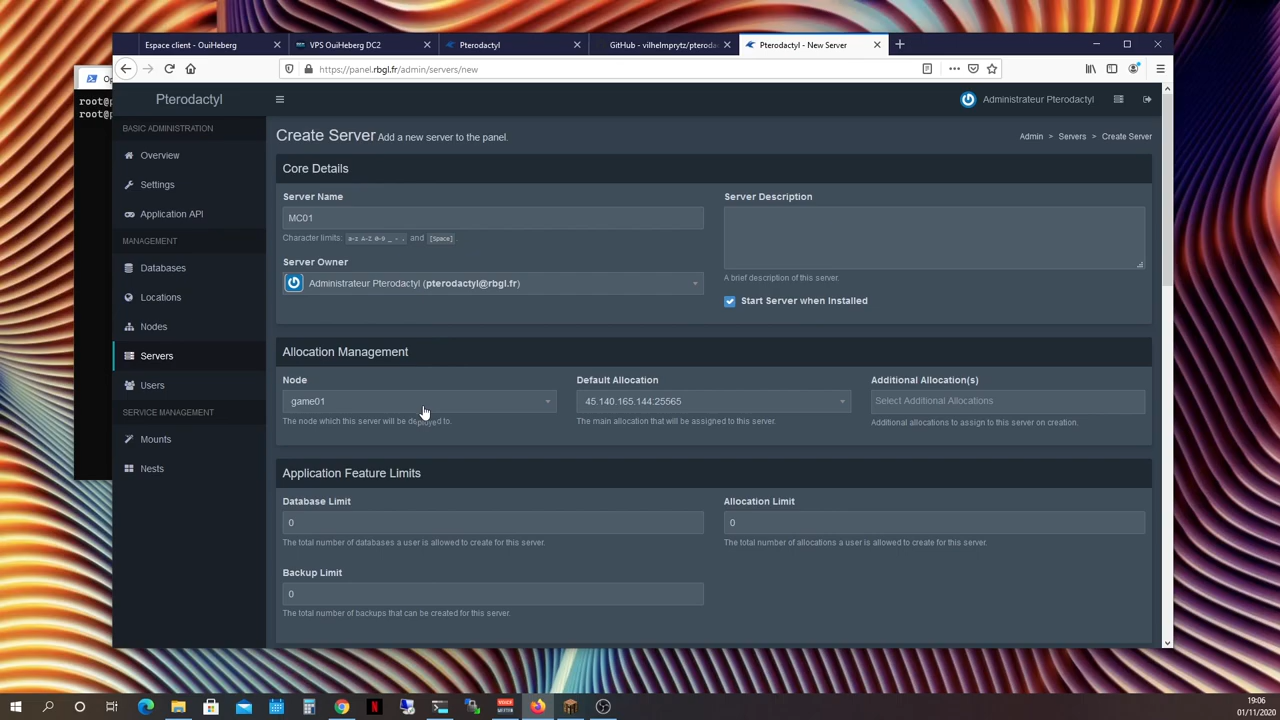 Espace client - OuiHeberg
VPS OuiHeberg DC2
Pterodactyl
GitHub - vilhelmprytz/pteroda
Pterodactyl - New Server
https://panel.rbgl.fr/admin/servers/new
root@p
root@p
Pterodactyl
Administrateur Pterodactyl
BASIC ADMINISTRATION
Overview
Settings
Application API
MANAGEMENT
Databases
Locations
Nodes
Servers
Users
SERVICE MANAGEMENT
Mounts
Nests
Create Server Add a new server to the panel.
Admin > Servers > Create Server
Core Details
Server Name
MC01
Character limits: a-z A-Z 0-9 _ - . and [Space] .
Server Owner
Administrateur Pterodactyl (pterodactyl@rbgl.fr)
Server Description
A brief description of this server.
Start Server when Installed
Allocation Management
Node
game01
The node which this server will be deployed to.
Default Allocation
45.140.165.144:25565
The main allocation that will be assigned to this server.
Additional Allocation(s)
Select Additional Allocations
Additional allocations to assign to this server on creation.
Application Feature Limits
Database Limit
0
The total number of databases a user is allowed to create for this server.
Allocation Limit
0
The total number of allocations a user is allowed to create for this server.
Backup Limit
0
The total number of backups that can be created for this server.
19:06
01/11/2020